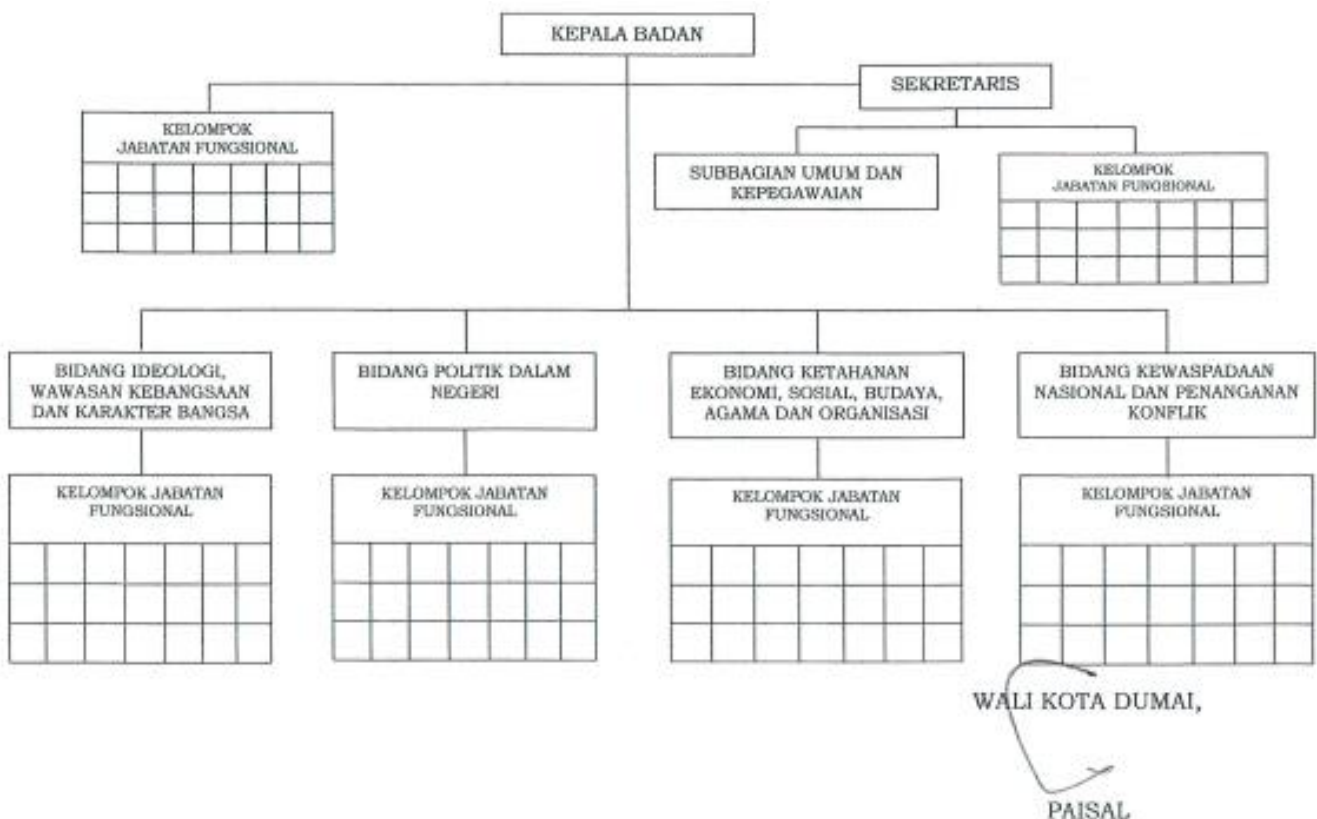 KEPALA BADAN
SEKRETARIS
KELOMPOK
JABATAN FUNGSIONAL
SUBBAGIAN UMUM DAN
KEPEGAWAIAN
KELOMPOK
JABATAN FUNGSIONAL
BIDANG IDEOLOGI,
WAWASAN KEBANGSAAN
DAN KARAKTER BANGSA
BIDANG POLITIK DALAM
NEGERI
BIDANG KETAHANAN
EKONOMI, SOSIAL, BUDAYA,
AGAMA DAN ORGANISASI
BIDANG KEWASPADAAN
NASIONAL DAN PENANGANAN
KONFLIK
KELOMPOK JABATAN
FUNGSIONAL
KELOMPOK JABATAN
FUNGSIONAL
KELOMPOK JABATAN
FUNGSIONAL
KELOMPOK JABATAN
FUNGSIONAL
WALI KOTA DUMAI,
PAISAL